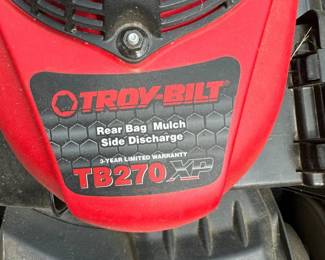 TROY-BILT
Rear Bag Mulch
Side Discharge
3-YEAR LIMITED WARRANTY
TB270 XP